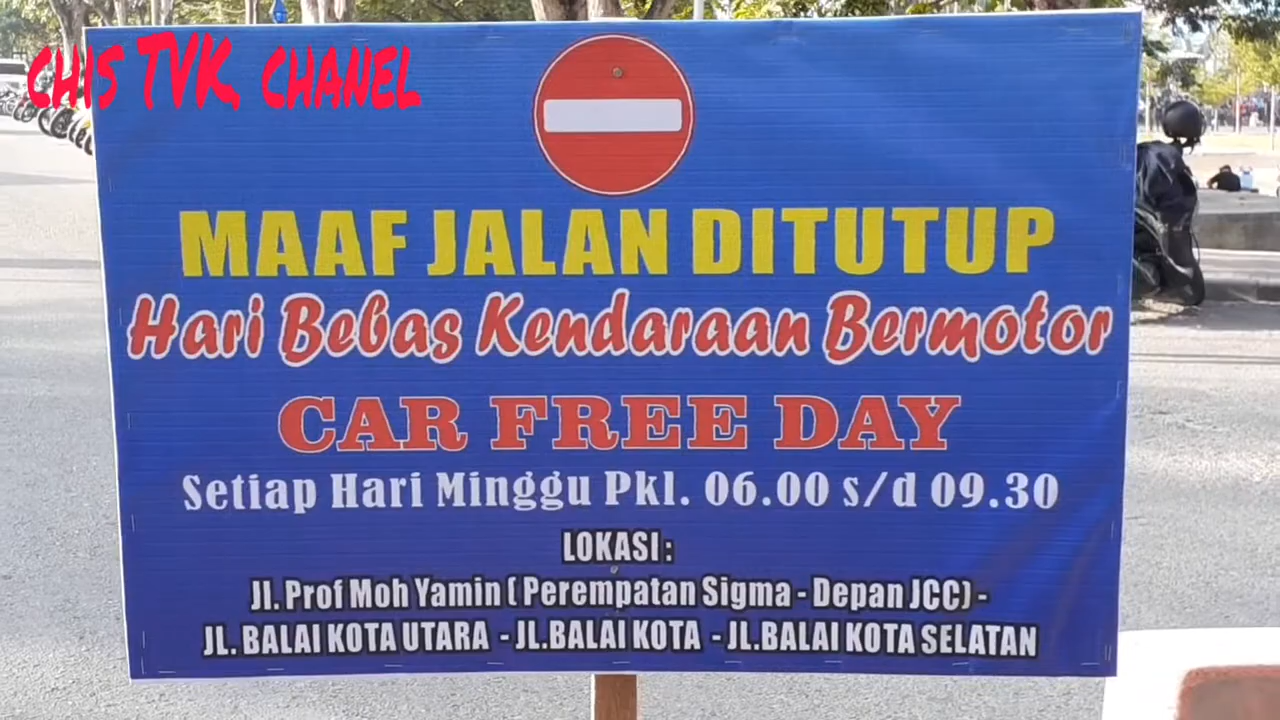 CHIS TVK, CHANEL
MAAF JALAN DITUTUP
Hari Bebas Kendaraan Bermotor
CAR FREE DAY
Setiap Hari Minggu Pkl. 06.00 s/d 09.30
LOKASI :
Jl. Prof Moh Yamin ( Perempatan Sigma - Depan JCC) -
JL. BALAI KOTA UTARA - JL.BALAI KOTA - JL.BALAI KOTA SELATAN